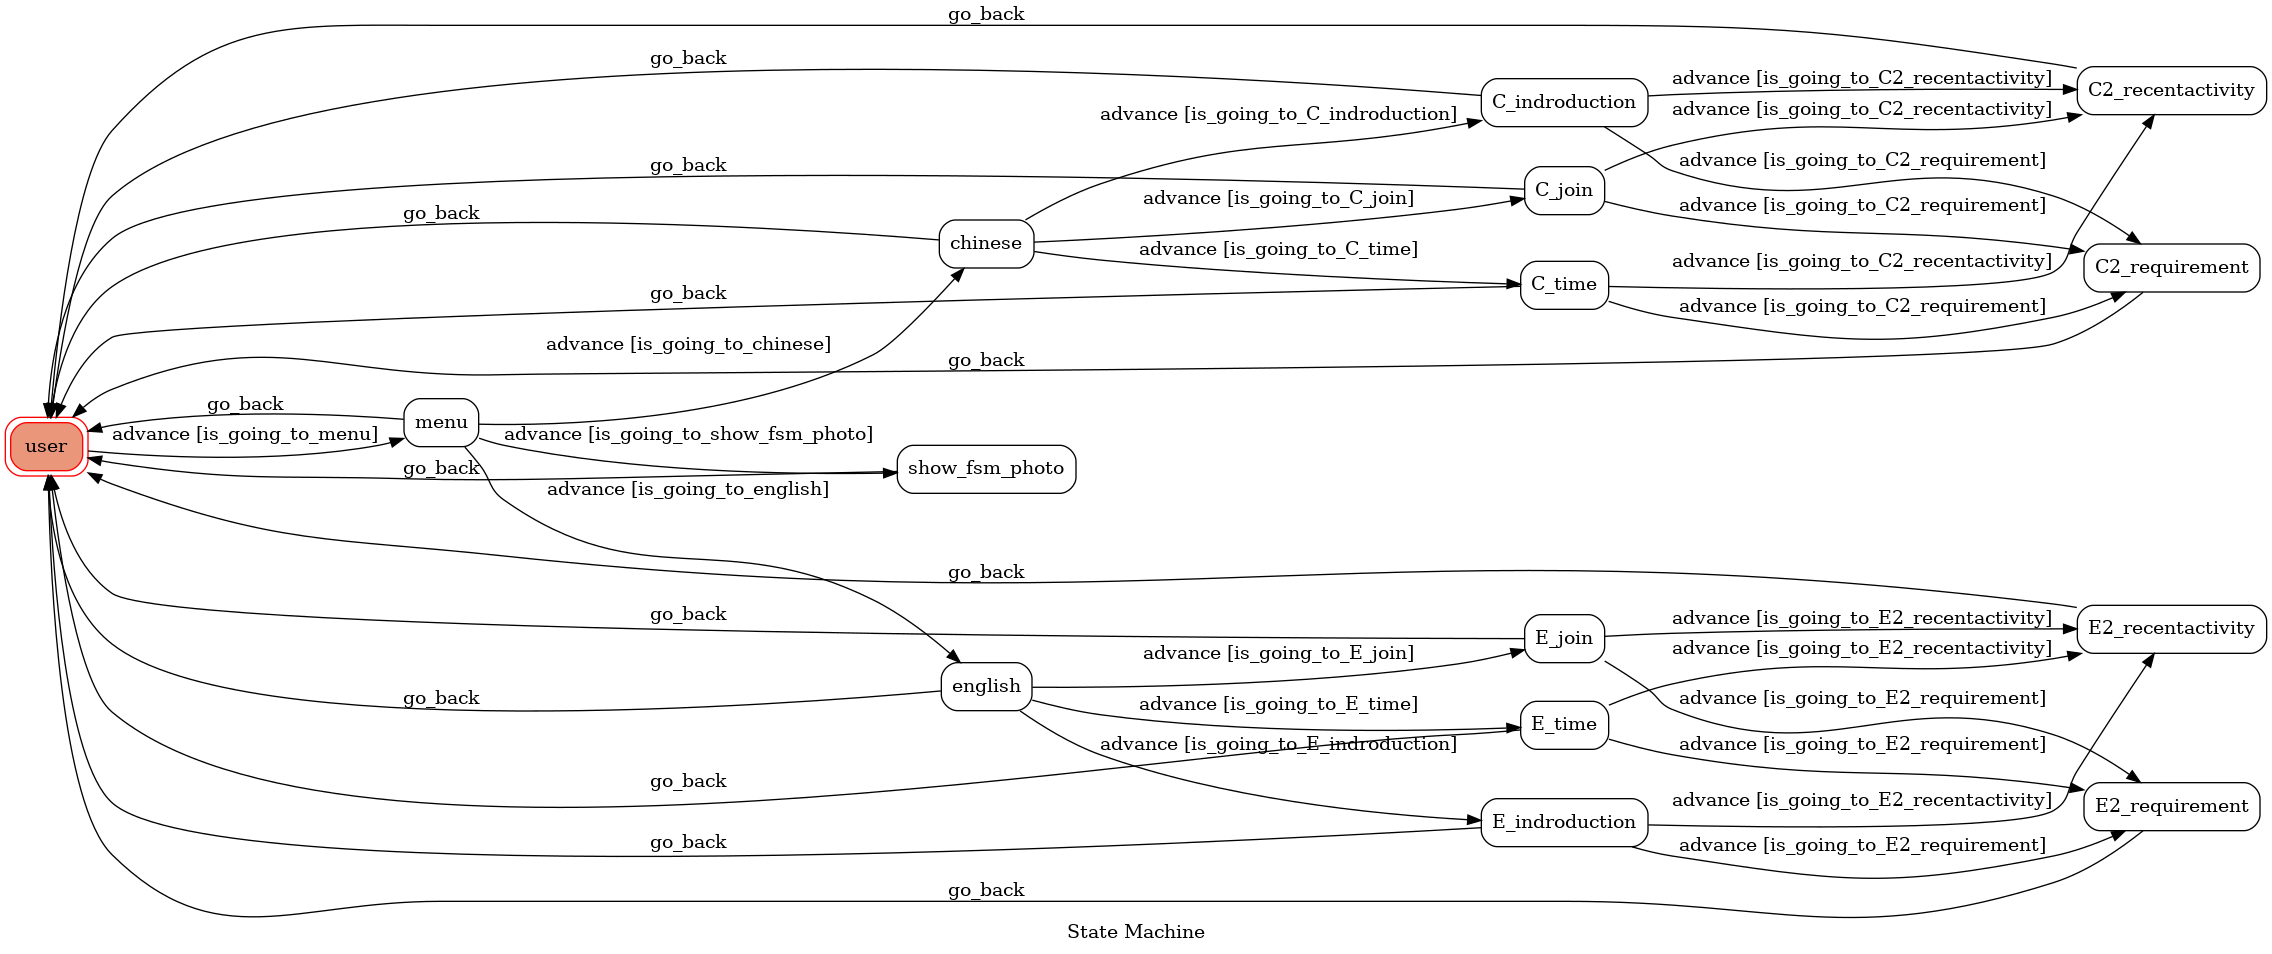 go_back
go_back
advance [is_going_to_C2_recentactivity]
C_indroduction
C2_recentactivity
advance [is_going_to_C_indroduction]
advance [is_going_to_C2_recentactivity]
go_back
advance [is_going_to_C2_requirement]
C_join
advance [is_going_to_C_join]
advance [is_going_to_C2_requirement]
go_back
chinese
advance [is_going_to_C_time]
advance [is_going_to_C2_recentactivity]
C2_requirement
C_time
go_back
advance [is_going_to_C2_requirement]
advance [is_going_to_chinese]
go_back
go_back
menu
advance [is_going_to_menu]
advance [is_going_to_show_fsm_photo]
user
go_back
show_fsm_photo
advance [is_going_to_english]
go_back
go_back
advance [is_going_to_E2_recentactivity]
E_join
E2_recentactivity
advance [is_going_to_E_join]
advance [is_going_to_E2_recentactivity]
english
go_back
advance [is_going_to_E_time]
advance [is_going_to_E2_requirement]
E_time
advance [is_going_to_E_indroduction]
advance [is_going_to_E2_requirement]
go_back
advance [is_going_to_E2_recentactivity]
E2_requirement
E_indroduction
go_back
advance [is_going_to_E2_requirement]
go_back
State Machine